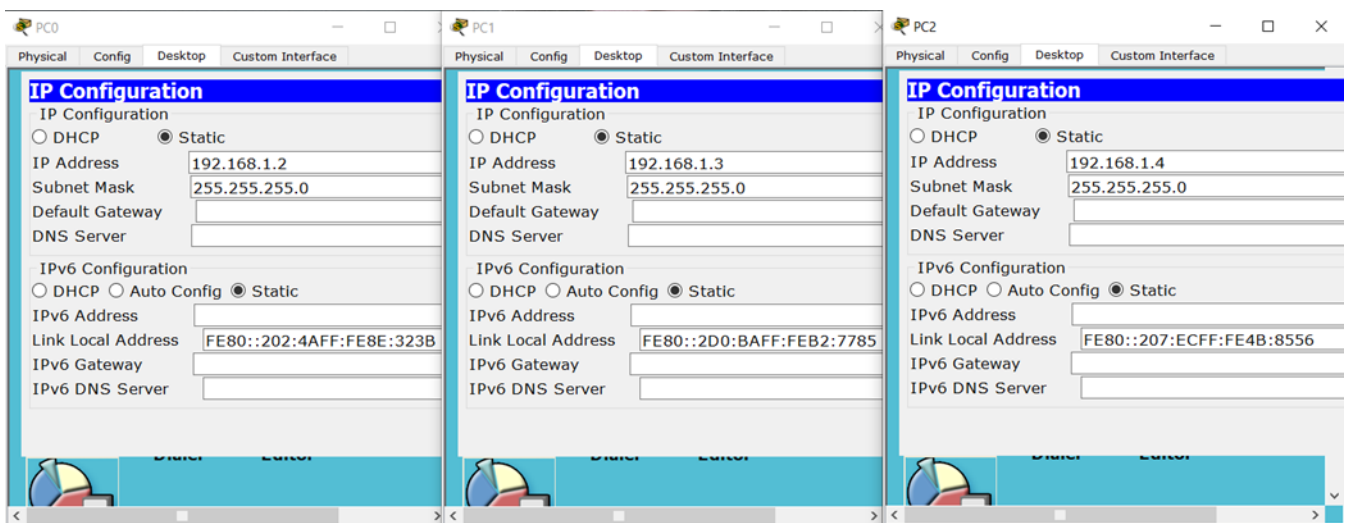 PC0
Physical Config Desktop Custom Interface
IP Configuration
IP Configuration
DHCP Static
IP Address 192.168.1.2
Subnet Mask 255.255.255.0
Default Gateway
DNS Server
IPv6 Configuration
DHCP Auto Config Static
IPv6 Address
Link Local Address FE80::202:4AFF:FE8E:323B
IPv6 Gateway
IPv6 DNS Server
PC1
Physical Config Desktop Custom Interface
IP Configuration
IP Configuration
DHCP Static
IP Address 192.168.1.3
Subnet Mask 255.255.255.0
Default Gateway
DNS Server
IPv6 Configuration
DHCP Auto Config Static
IPv6 Address
Link Local Address FE80::2D0:BAFF:FEB2:7785
IPv6 Gateway
IPv6 DNS Server
PC2
Physical Config Desktop Custom Interface
IP Configuration
IP Configuration
DHCP Static
IP Address 192.168.1.4
Subnet Mask 255.255.255.0
Default Gateway
DNS Server
IPv6 Configuration
DHCP Auto Config Static
IPv6 Address
Link Local Address FE80::207:ECFF:FE4B:8556
IPv6 Gateway
IPv6 DNS Server